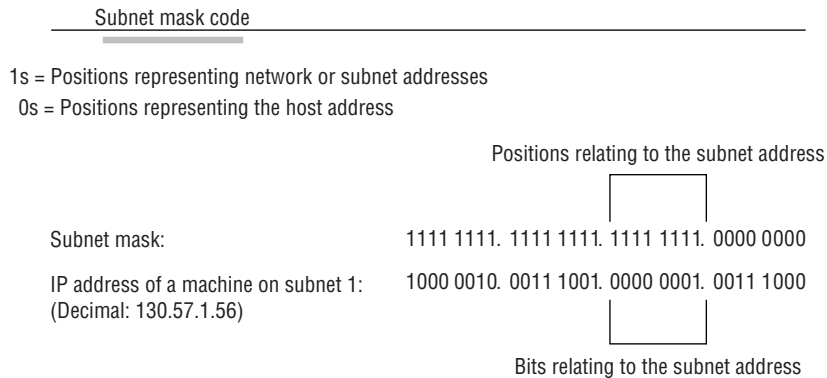 Subnet mask code
1s = Positions representing network or subnet addresses
0s = Positions representing the host address
Positions relating to the subnet address
Subnet mask: 1111 1111. 1111 1111. 1111 1111. 0000 0000
IP address of a machine on subnet 1: 1000 0010. 0011 1001. 0000 0001. 0011 1000
(Decimal: 130.57.1.56)
Bits relating to the subnet address